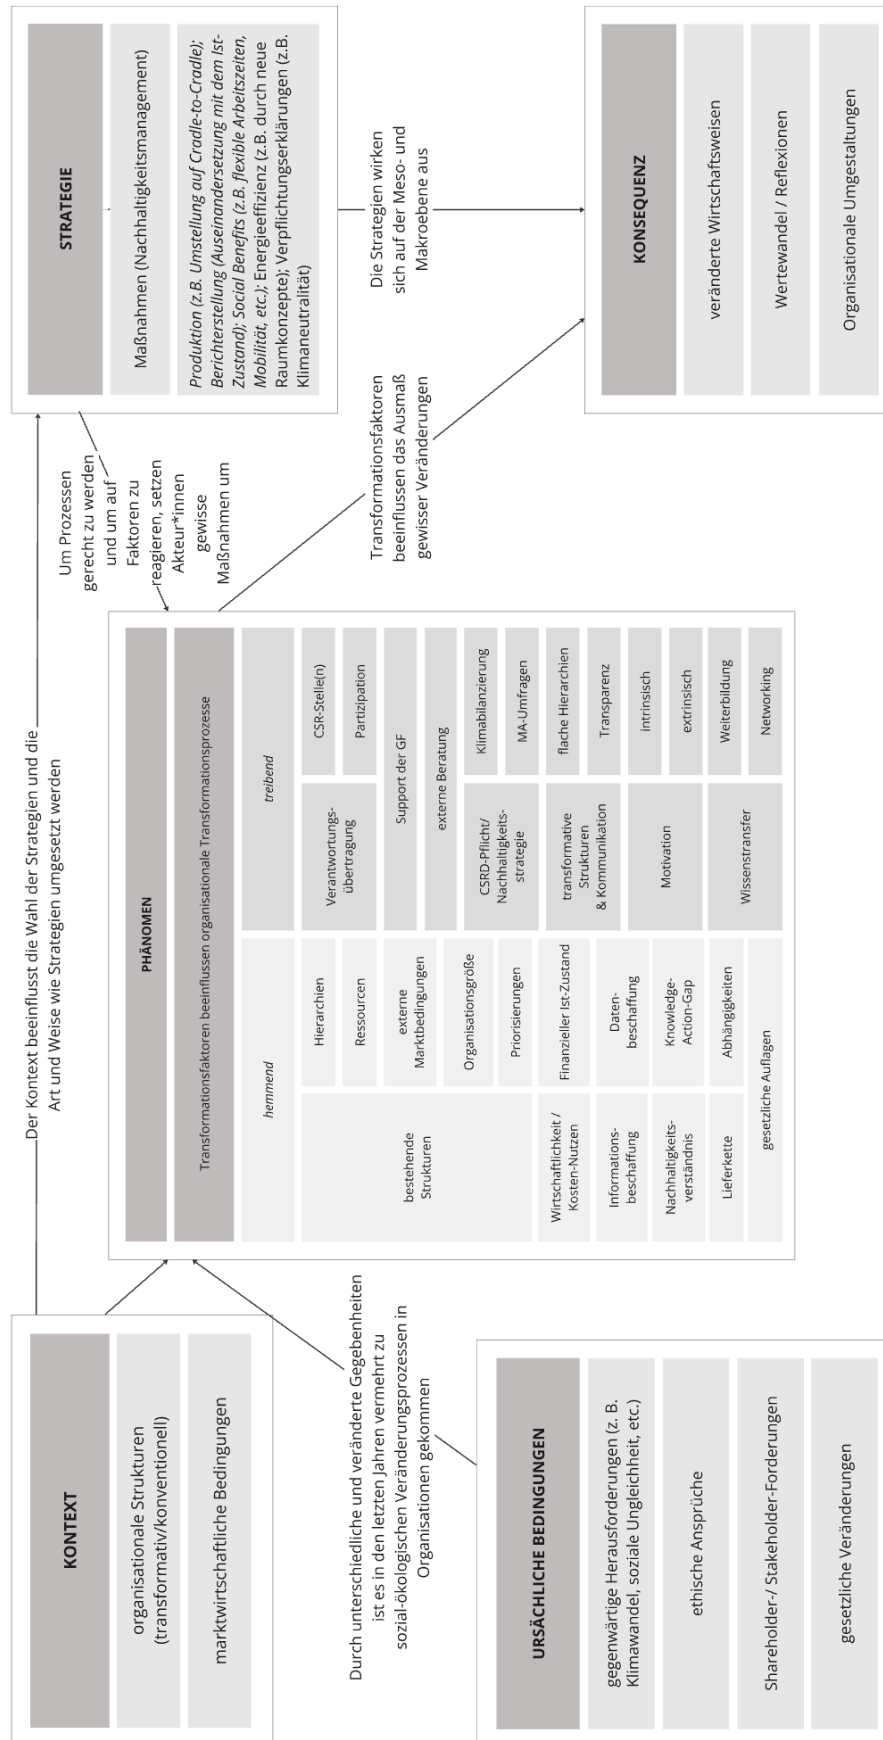 KONTEXT
organisationale Strukturen
(transformativ/konventionell)
marktwirtschaftliche Bedingungen
Der Kontext beeinflusst die Wahl der Strategien und die
Art und Weise wie Strategien umgesetzt werden
URSÄCHLICHE BEDINGUNGEN
gegenwärtige Herausforderungen (z. B.
Klimawandel, soziale Ungleichheit, etc.)
ethische Ansprüche
Shareholder-/ Stakeholder-Forderungen
gesetzliche Veränderungen
Durch unterschiedliche und veränderte Gegebenheiten
ist es in den letzten Jahren vermehrt zu
sozial-ökologischen Veränderungsprozessen in
Organisationen gekommen
PHÄNOMEN
Transformationsfaktoren beeinflussen organisationale Transformationsprozesse
hemmend
bestehende
Strukturen
Hierarchien
Ressourcen
externe
Marktbedingungen
Organisationsgröße
Priorisierungen
Wirtschaftlichkeit /
Kosten-Nutzen
Finanzieller Ist-Zustand
Informations-
beschaffung
Daten-
beschaffung
Nachhaltigkeits-
verständnis
Knowledge-
Action-Gap
Lieferkette
Abhängigkeiten
gesetzliche Auflagen
treibend
Verantwortungs-
übertragung
CSR-Stelle(n)
Partizipation
Support der GF
externe Beratung
CSRD-Pflicht/
Nachhaltigkeits-
strategie
Klimabilanzierung
MA-Umfragen
transformative
Strukturen
& Kommunikation
flache Hierarchien
Transparenz
Motivation
intrinsisch
extrinsisch
Wissenstransfer
Weiterbildung
Networking
Um Prozessen
gerecht zu werden
und um auf
Faktoren zu
reagieren, setzen
Akteur*innen
gewisse
Maßnahmen um
Transformationsfaktoren
beeinflussen das Ausmaß
gewisser Veränderungen
STRATEGIE
Maßnahmen (Nachhaltigkeitsmanagement)
Produktion (z.B. Umstellung auf Cradle-to-Cradle);
Berichterstellung (Auseinandersetzung mit dem Ist-
Zustand); Social Benefits (z.B. flexible Arbeitszeiten,
Mobilität, etc.); Energieeffizienz (z.B. durch neue
Raumkonzepte); Verpflichtungserklärungen (z.B.
Klimaneutralität)
Die Strategien wirken
sich auf der Meso- und
Makroebene aus
KONSEQUENZ
veränderte Wirtschaftsweisen
Wertewandel / Reflexionen
Organisationale Umgestaltungen